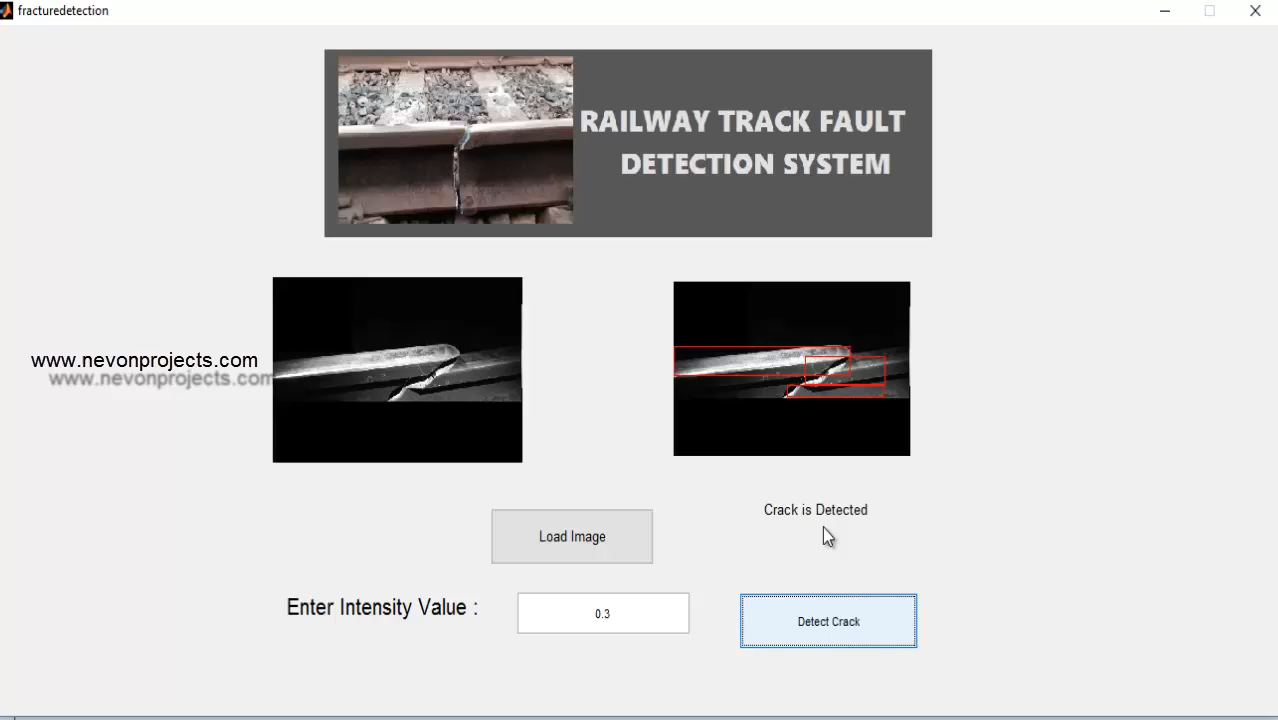 fracturedetection
RAILWAY TRACK FAULT
DETECTION SYSTEM
www.nevonprojects.com
www.nevonprojects.com
Crack is Detected
Load Image
Enter Intensity Value :
0.3
Detect Crack